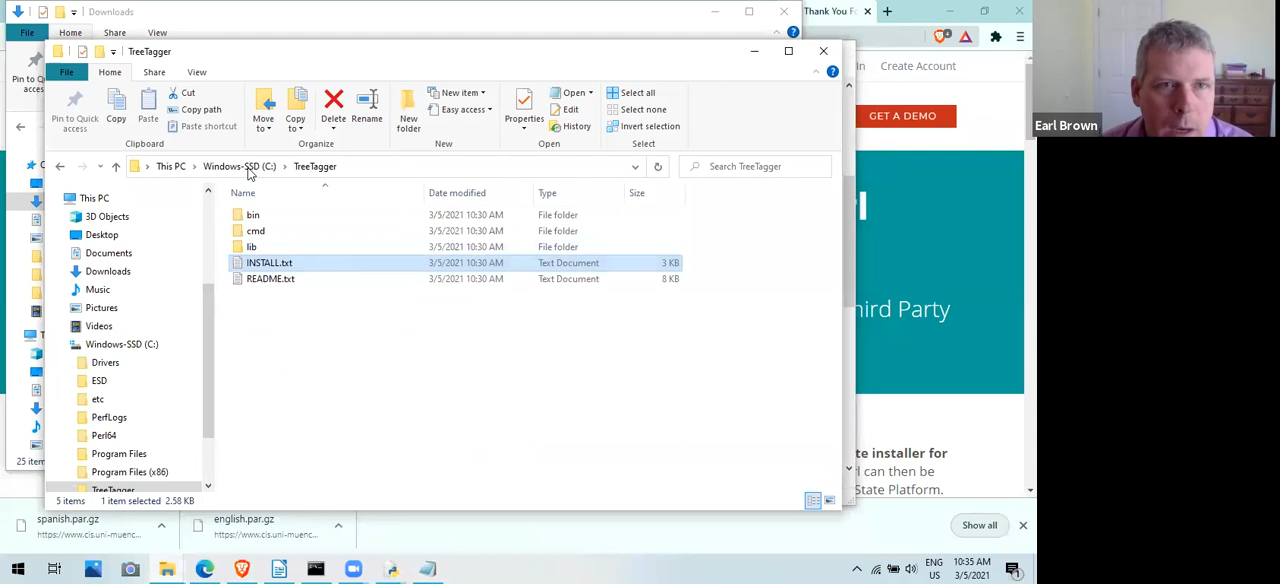 Downloads
Thank You Fo
File Home Share View
TreeTagger
File Home Share View
In Create Account
GET A DEMO
Pin to Quick access
Copy
Paste
Cut
Copy path
Paste shortcut
Move to
Copy to
Delete
Rename
New folder
New item
Easy access
Properties
Open
Edit
History
Select all
Select none
Invert selection
Clipboard Organize New Open Select
This PC > Windows-SSD (C:) > TreeTagger
Search TreeTagger
Name Date modified Type Size
bin 3/5/2021 10:30 AM File folder
cmd 3/5/2021 10:30 AM File folder
lib 3/5/2021 10:30 AM File folder
INSTALL.txt 3/5/2021 10:30 AM Text Document 3 KB
README.txt 3/5/2021 10:30 AM Text Document 8 KB
This PC
3D Objects
Desktop
Documents
Downloads
Music
Pictures
Videos
Windows-SSD (C:)
Drivers
ESD
etc
PerfLogs
Perl64
Program Files
Program Files (x86)
TreeTagger
25 item
5 items 1 item selected 2.58 KB
hird Party
te installer for
rl can then be
State Platform.
Earl Brown
spanish.par.gz
https://www.cis.uni-muenc...
english.par.gz
https://www.cis.uni-muenc...
Show all
ENG
US
10:35 AM
3/5/2021